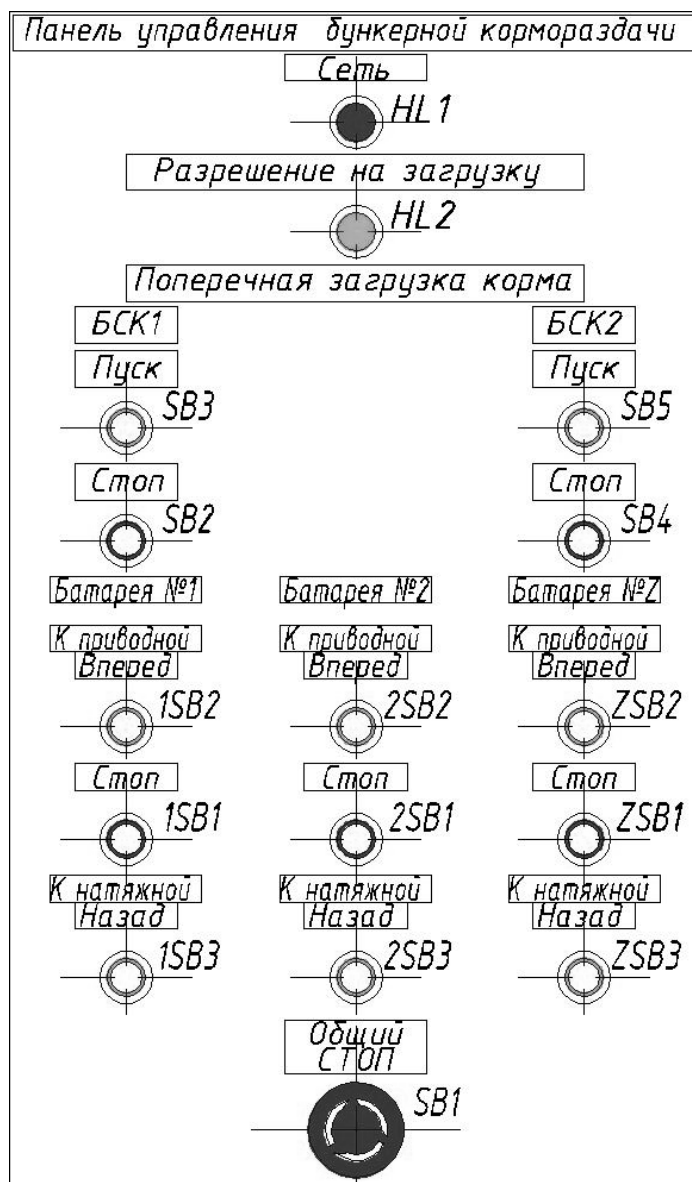 Панель управления бункерной кормораздачи
Сеть
HL1
Разрешение на загрузку
HL2
Поперечная загрузка корма
БСК1 БСК2
Пуск Пуск
SB3 SB5
Стоп Стоп
SB2 SB4
Батарея №1 Батарея №2 Батарея №Z
К приводной К приводной К приводной
Вперед Вперед Вперед
1SB2 2SB2 ZSB2
Стоп Стоп Стоп
1SB1 2SB1 ZSB1
К натяжной К натяжной К натяжной
Назад Назад Назад
1SB3 2SB3 ZSB3
Общий
СТОП
SB1